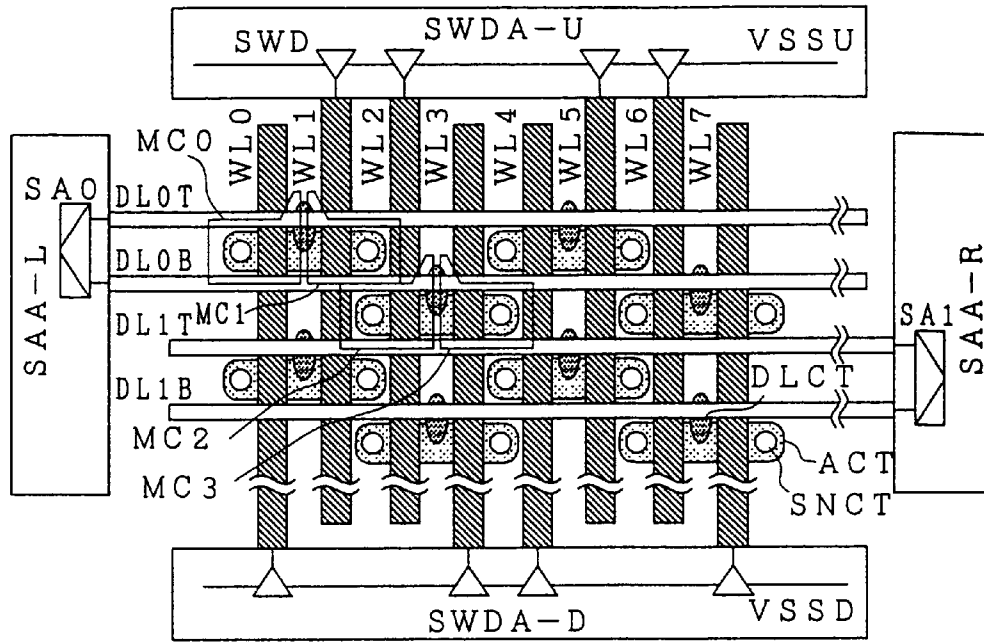 SWD
SWDA-U
VSSU
WL0
WL1
WL2
WL3
WL4
WL5
WL6
WL7
MC0
SA0
DL0T
SAA-L
DL0B
MC1
SAA-R
DL1T
SA1
DL1B
DLCT
MC2
MC3
ACT
SNCT
SWDA-D
VSSD